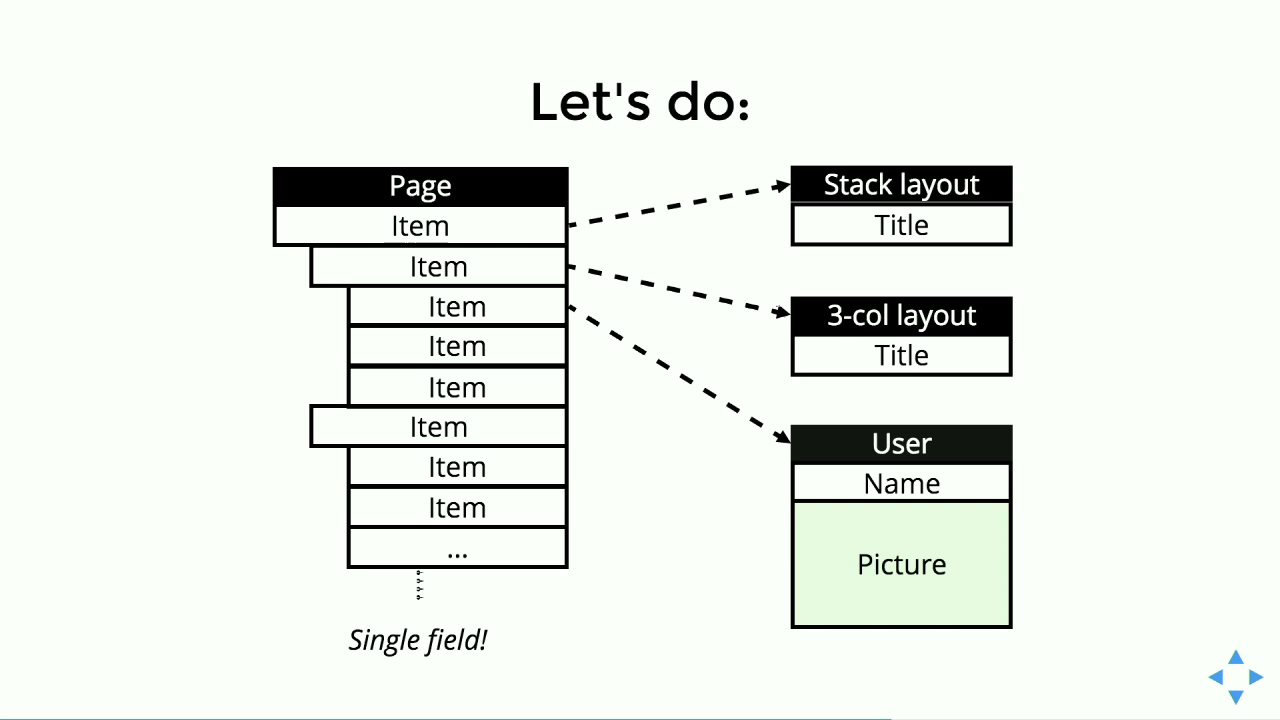 Let's do:
Page
Item
Item
Item
Item
Item
Item
Item
Item
...
Single field!
Stack layout
Title
3-col layout
Title
User
Name
Picture